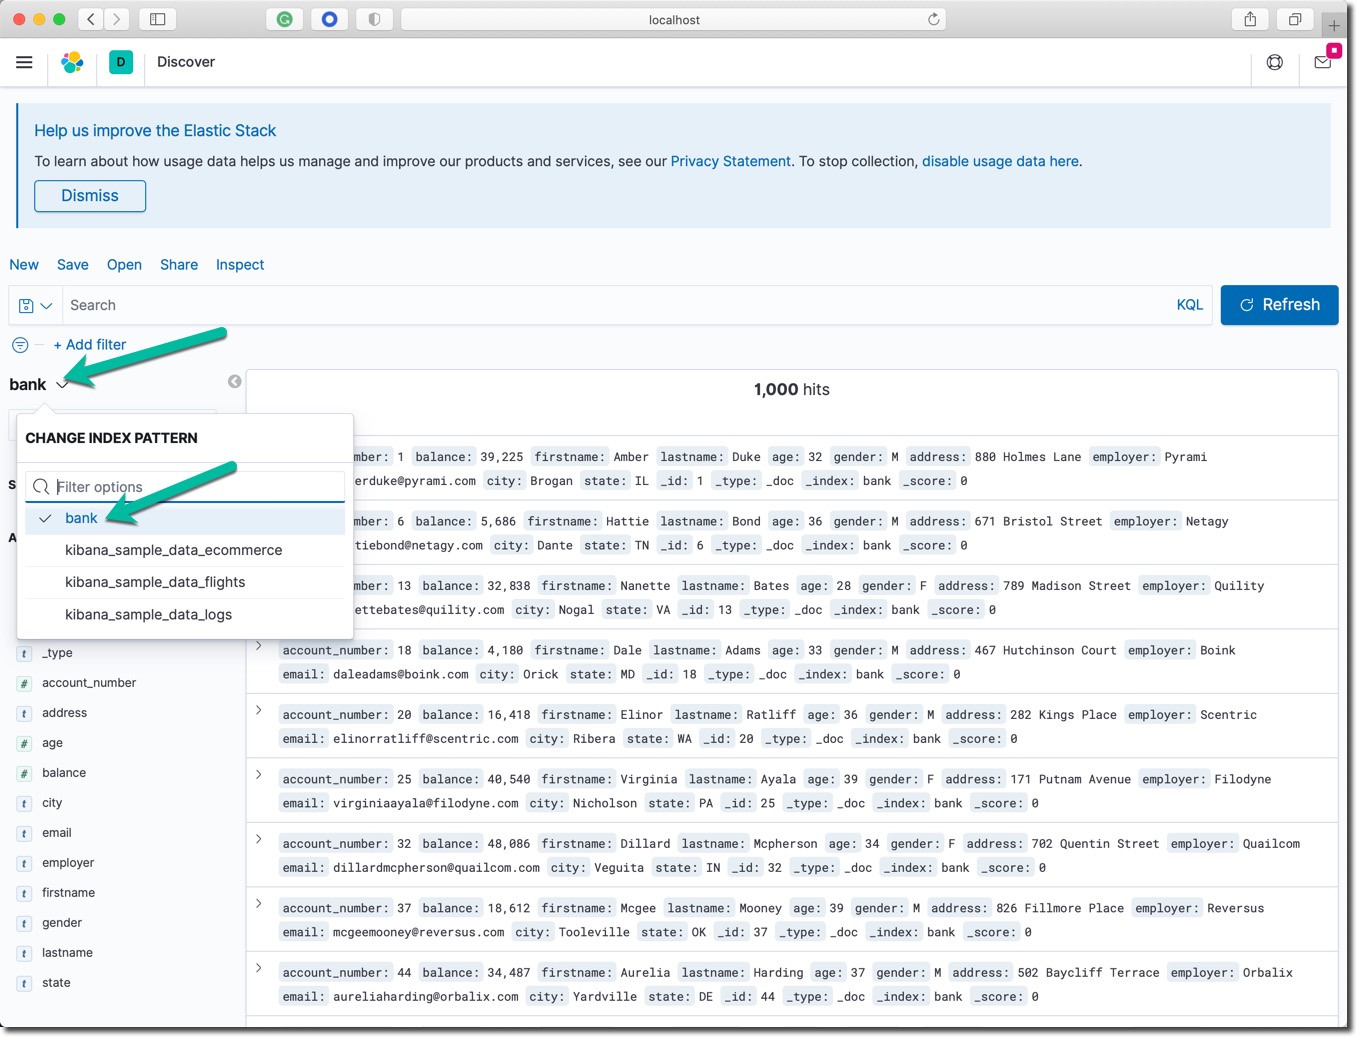 localhost
D Discover
Help us improve the Elastic Stack
To learn about how usage data helps us manage and improve our products and services, see our Privacy Statement. To stop collection, disable usage data here.
Dismiss
New Save Open Share Inspect
Search KQL Refresh
+ Add filter
bank
1,000 hits
CHANGE INDEX PATTERN
Filter options
bank
kibana_sample_data_ecommerce
kibana_sample_data_flights
kibana_sample_data_logs
t _type
# account_number
t address
# age
# balance
t city
t email
t employer
t firstname
t gender
t lastname
t state
mber: 1 balance: 39,225 firstname: Amber lastname: Duke age: 32 gender: M address: 880 Holmes Lane employer: Pyrami
erduke@pyrami.com city: Brogan state: IL _id: 1 _type: _doc _index: bank _score: 0
mber: 6 balance: 5,686 firstname: Hattie lastname: Bond age: 36 gender: M address: 671 Bristol Street employer: Netagy
tiebond@netagy.com city: Dante state: TN _id: 6 _type: _doc _index: bank _score: 0
mber: 13 balance: 32,838 firstname: Nanette lastname: Bates age: 28 gender: F address: 789 Madison Street employer: Quility
ettebates@quility.com city: Nogal state: VA _id: 13 _type: _doc _index: bank _score: 0
account_number: 18 balance: 4,180 firstname: Dale lastname: Adams age: 33 gender: M address: 467 Hutchinson Court employer: Boink
email: daleadams@boink.com city: Orick state: MD _id: 18 _type: _doc _index: bank _score: 0
account_number: 20 balance: 16,418 firstname: Elinor lastname: Ratliff age: 36 gender: M address: 282 Kings Place employer: Scentric
email: elinorratliff@scentric.com city: Ribera state: WA _id: 20 _type: _doc _index: bank _score: 0
account_number: 25 balance: 40,540 firstname: Virginia lastname: Ayala age: 39 gender: F address: 171 Putnam Avenue employer: Filodyne
email: virginiaayala@filodyne.com city: Nicholson state: PA _id: 25 _type: _doc _index: bank _score: 0
account_number: 32 balance: 48,086 firstname: Dillard lastname: Mcpherson age: 34 gender: F address: 702 Quentin Street employer: Quailcom
email: dillardmcpherson@quailcom.com city: Veguita state: IN _id: 32 _type: _doc _index: bank _score: 0
account_number: 37 balance: 18,612 firstname: Mcgee lastname: Mooney age: 39 gender: M address: 826 Fillmore Place employer: Reversus
email: mcgeemooney@reversus.com city: Tooleville state: OK _id: 37 _type: _doc _index: bank _score: 0
account_number: 44 balance: 34,487 firstname: Aurelia lastname: Harding age: 37 gender: M address: 502 Baycliff Terrace employer: Orbalix
email: aureliaharding@orbalix.com city: Yardville state: DE _id: 44 _type: _doc _index: bank _score: 0